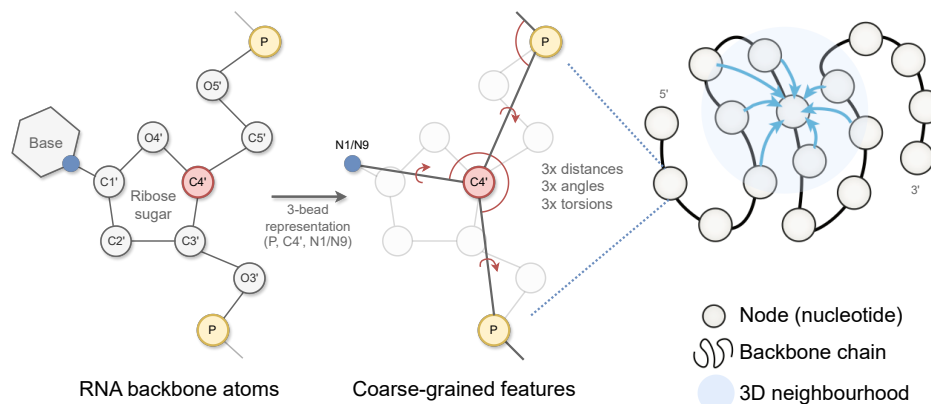 P
O5'
Base
O4'
C5'
C1'
C4'
Ribose
sugar
C2'
C3'
O3'
P
RNA backbone atoms
3-bead
representation
(P, C4', N1/N9)
P
N1/N9
C4'
3x distances
3x angles
3x torsions
P
Coarse-grained features
5'
3'
Node (nucleotide)
Backbone chain
3D neighbourhood